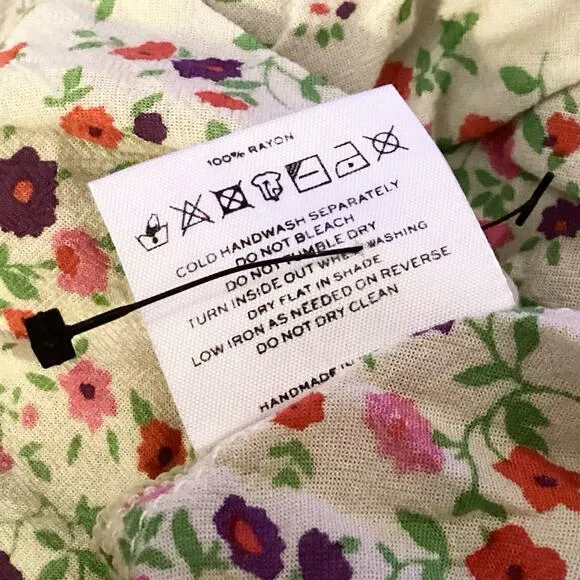 100% RAYON
COLD HANDWASH SEPARATELY
DO NOT BLEACH
DO NOT TUMBLE DRY
TURN INSIDE OUT WHEN WASHING
DRY FLAT IN SHADE
LOW IRON AS NEEDED ON REVERSE
DO NOT DRY CLEAN
HANDMADE